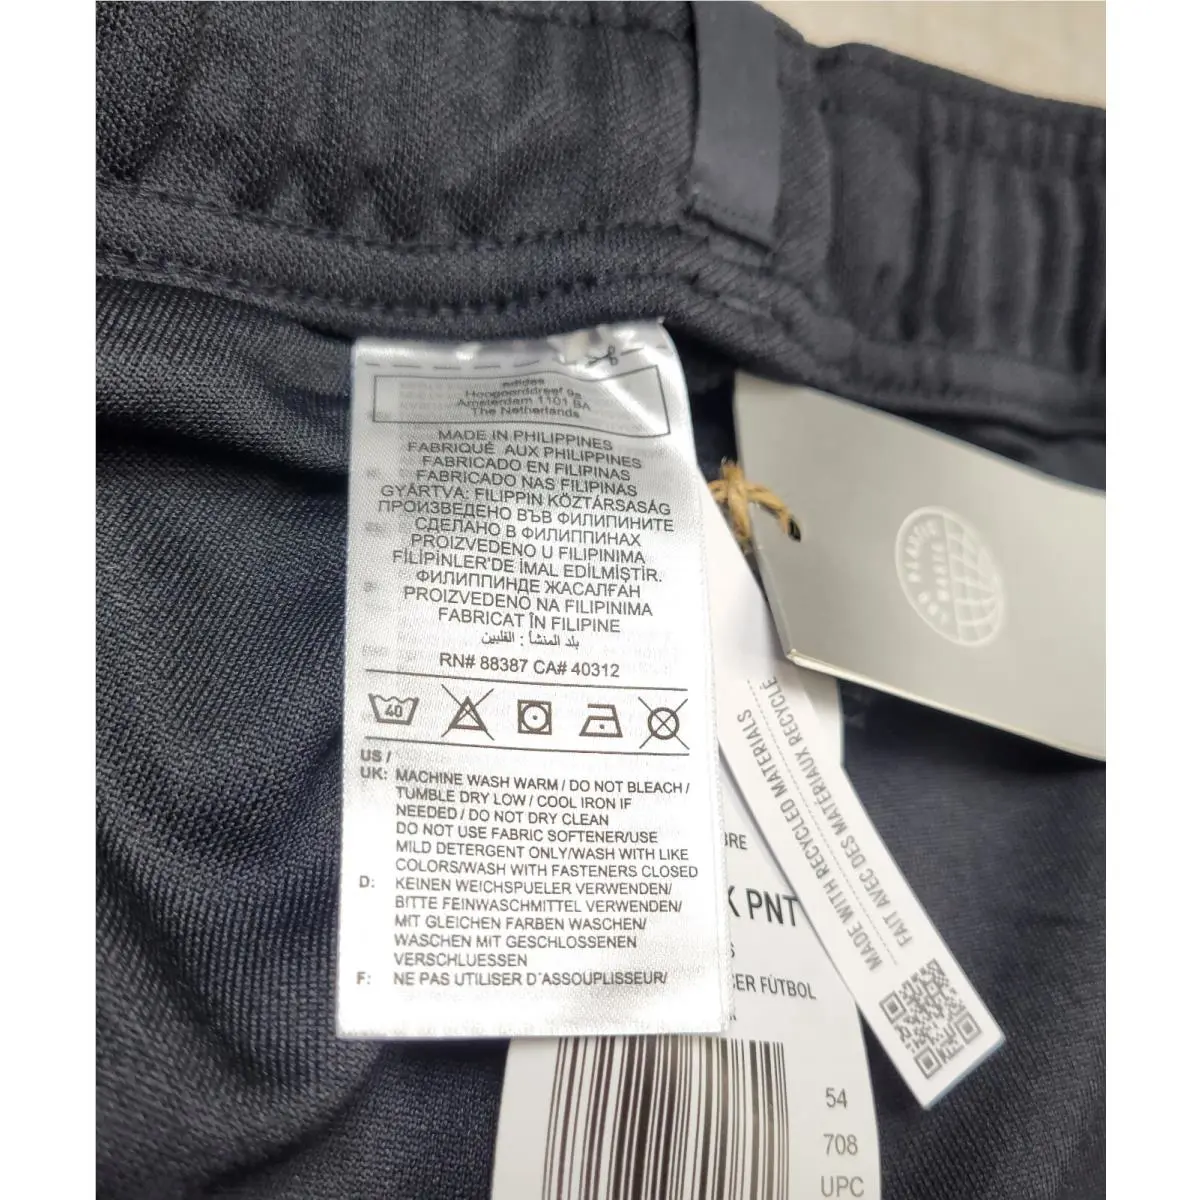 adidas
Hoogoorddreef 9a
Amsterdam 1101 BA
The Netherlands
MADE IN PHILIPPINES
FABRIQUÉ AUX PHILIPPINES
FABRICADO EN FILIPINAS
FABRICADO NAS FILIPINAS
GYÁRTVA: FILIPPIN KÖZTÁRSASÁG
ПРОИЗВЕДЕНО ВЪВ ФИЛИПИНИТЕ
СДЕЛАНО В ФИЛИППИНАХ
PROIZVEDENO U FILIPINIMA
FİLİPİNLER'DE İMAL EDİLMİŞTİR.
ФИЛИППИНДЕ ЖАСАЛҒАН
PROIZVEDENO NA FILIPINIMA
FABRICAT ÎN FILIPINE
بلد المنشأ : الفلبين
RN# 88387 CA# 40312
40
US /
UK: MACHINE WASH WARM / DO NOT BLEACH /
TUMBLE DRY LOW / COOL IRON IF
NEEDED / DO NOT DRY CLEAN
DO NOT USE FABRIC SOFTENER/USE
MILD DETERGENT ONLY/WASH WITH LIKE
COLORS/WASH WITH FASTENERS CLOSED
D: KEINEN WEICHSPUELER VERWENDEN/
BITTE FEINWASCHMITTEL VERWENDEN/
MIT GLEICHEN FARBEN WASCHEN/
WASCHEN MIT GESCHLOSSENEN
VERSCHLUESSEN
F: NE PAS UTILISER D'ASSOUPLISSEUR/
MADE WITH RECYCLED MATERIALS
FAIT AVEC DES MATERIAUX RECYCLÉ
PNT
FÚTBOL
54
708
UPC